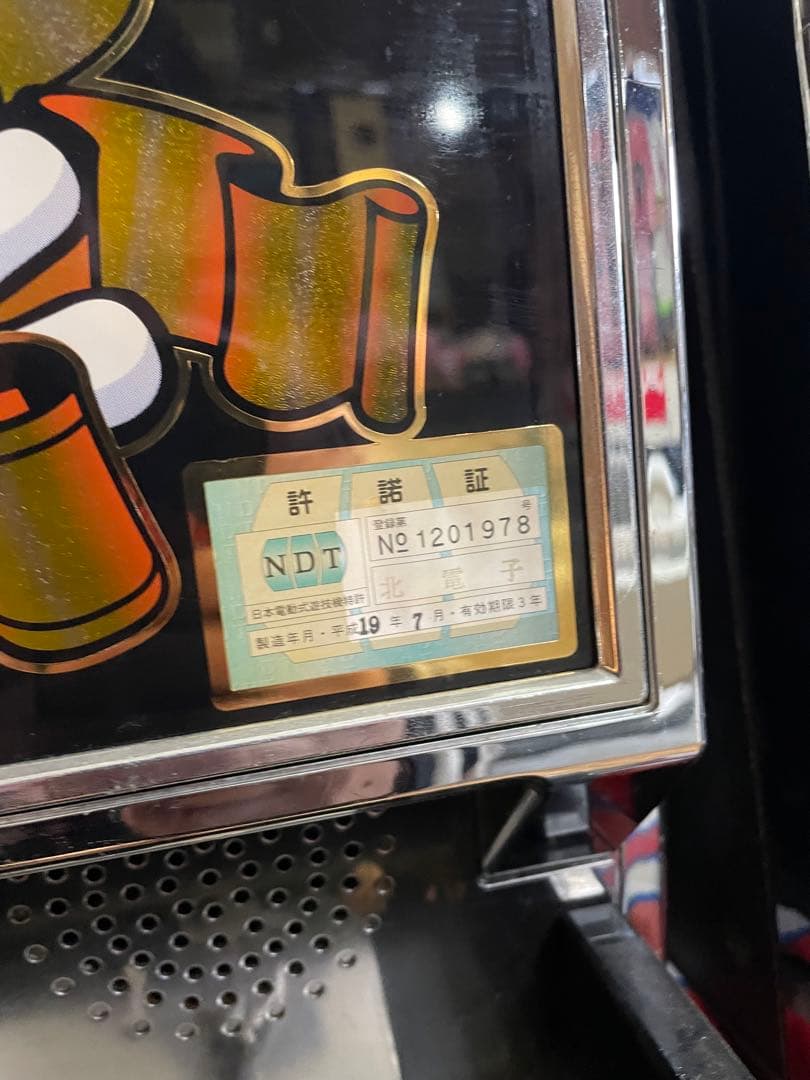 許諾証
登録第 号
№1201978
NDT
北電子
日本電動式遊技機特許
製造年月・平成19年7月・有効期限3年